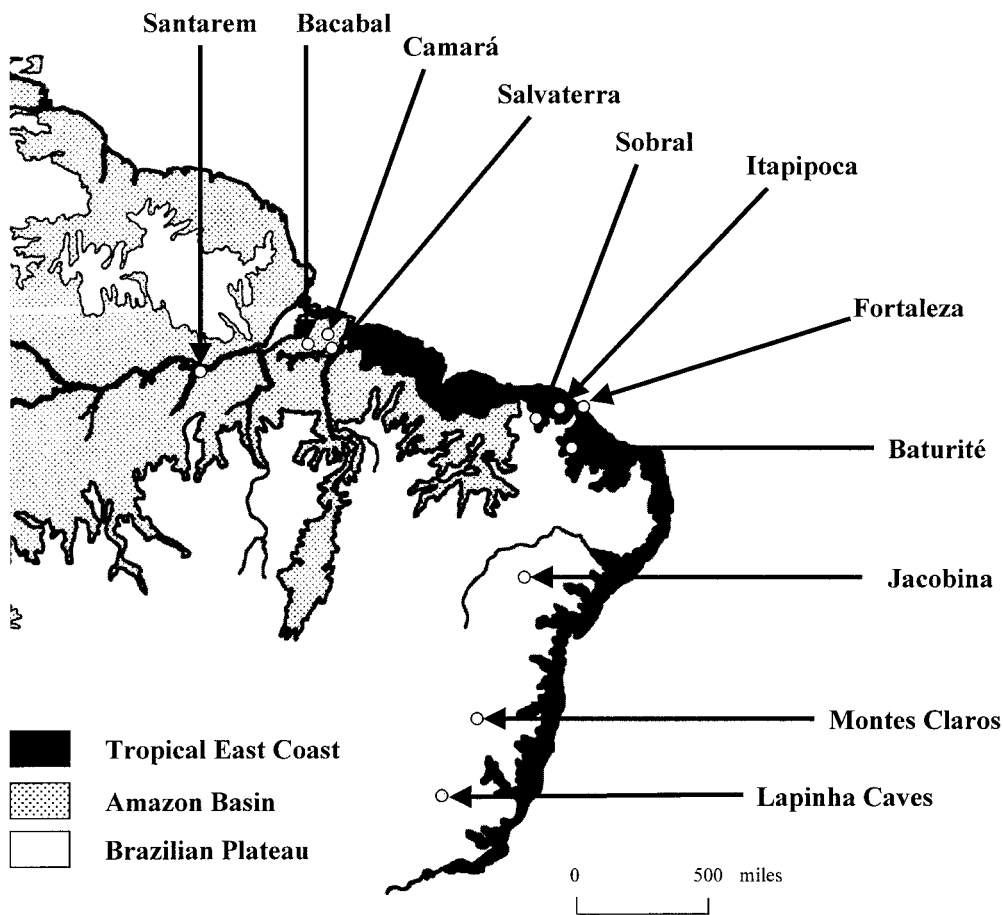 Santarem
Bacabal
Camará
Salvaterra
Sobral
Itapipoca
Fortaleza
Baturité
Jacobina
Montes Claros
Lapinha Caves
Tropical East Coast
Amazon Basin
Brazilian Plateau
0 500 miles